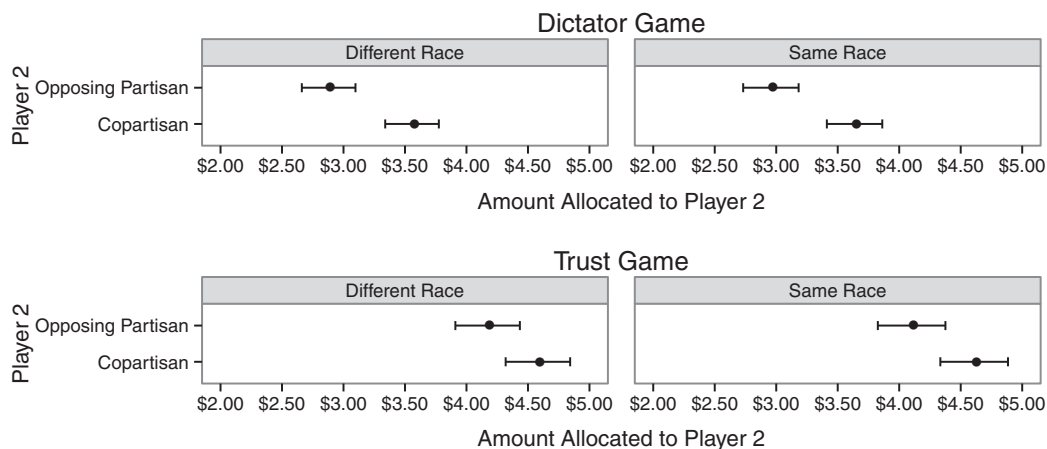 Dictator Game
Different Race
Same Race
Player 2
Opposing Partisan
Copartisan
$2.00 $2.50 $3.00 $3.50 $4.00 $4.50 $5.00
$2.00 $2.50 $3.00 $3.50 $4.00 $4.50 $5.00
Amount Allocated to Player 2
Trust Game
Different Race
Same Race
Player 2
Opposing Partisan
Copartisan
$2.00 $2.50 $3.00 $3.50 $4.00 $4.50 $5.00
$2.00 $2.50 $3.00 $3.50 $4.00 $4.50 $5.00
Amount Allocated to Player 2